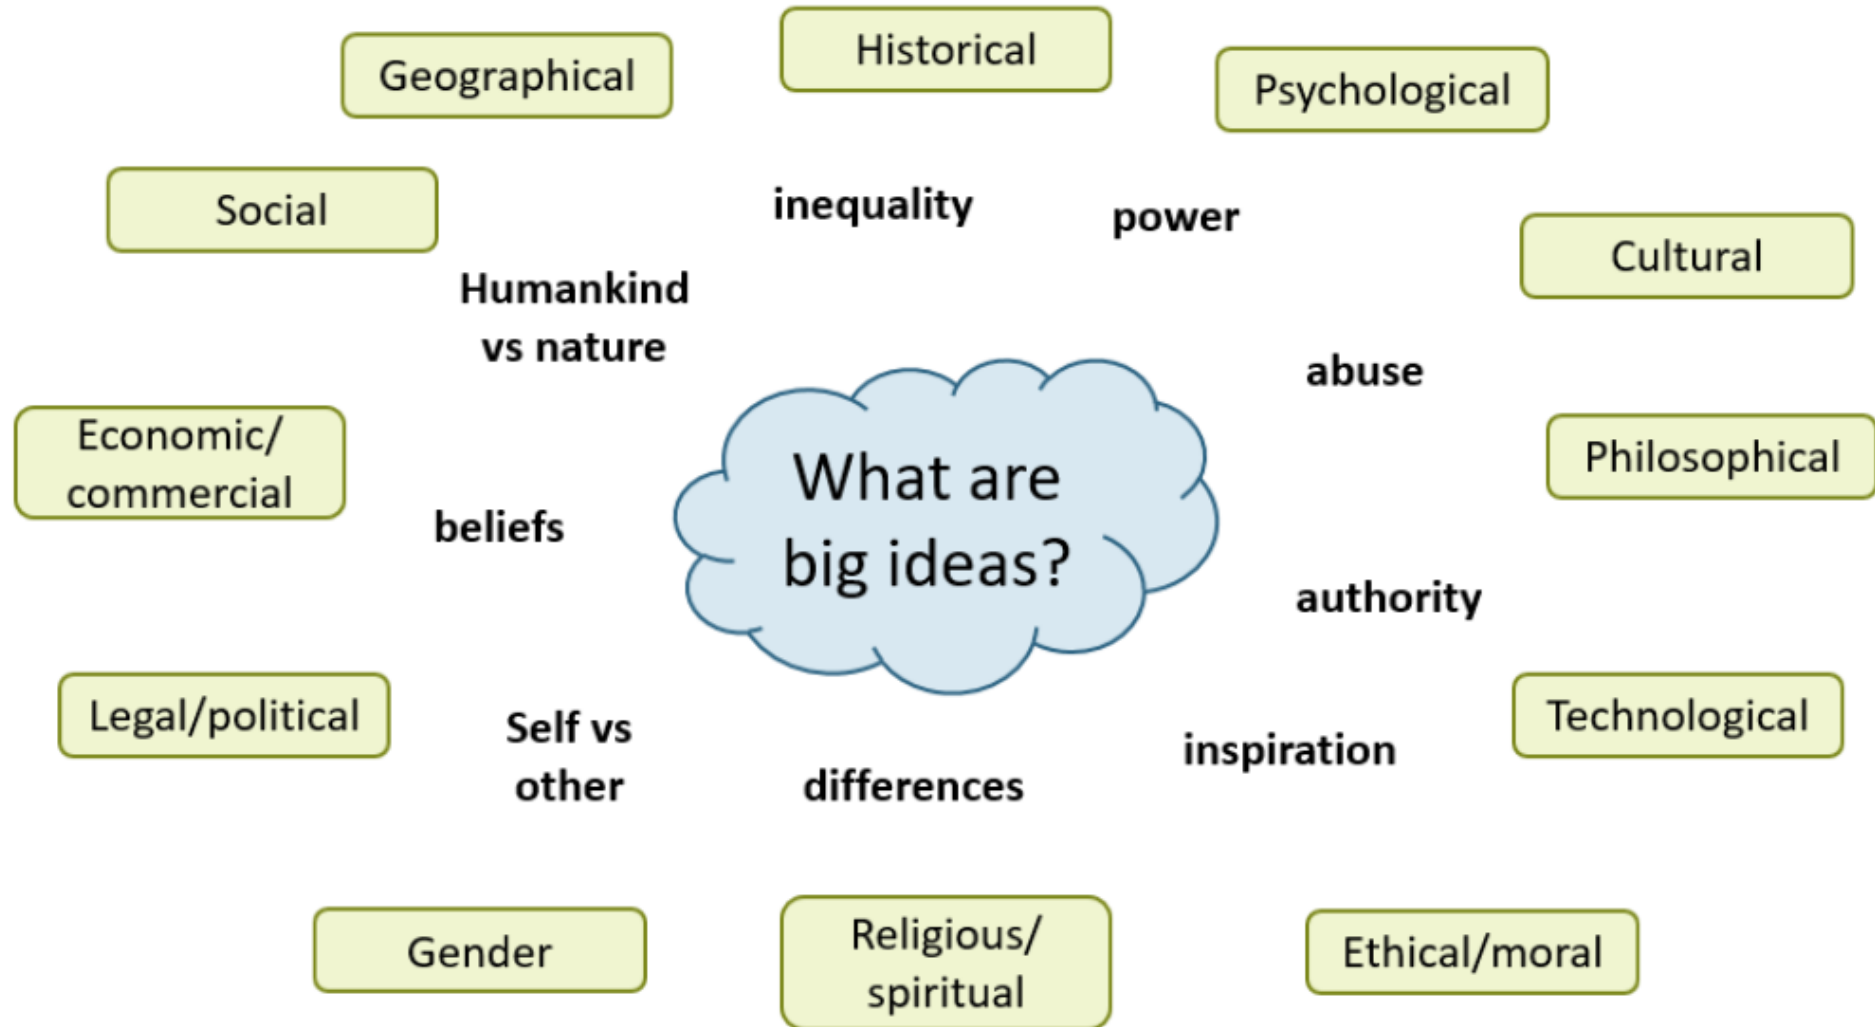 Historical
Geographical
Psychological
Social
inequality
power
Cultural
Humankind
vs nature
abuse
Economic/
commercial
What are
big ideas?
Philosophical
beliefs
authority
Legal/political
Self vs
other
differences
inspiration
Technological
Gender
Religious/
spiritual
Ethical/moral